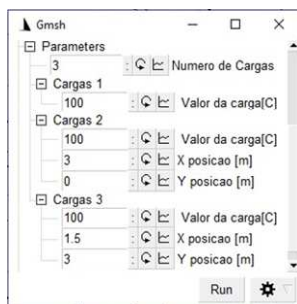 Gmsh
Parameters
3 Numero de Cargas
Cargas 1
100 Valor da carga[C]
Cargas 2
100 Valor da carga[C]
3 X posicao [m]
0 Y posicao [m]
Cargas 3
100 Valor da carga[C]
1.5 X posicao [m]
3 Y posicao [m]
Run